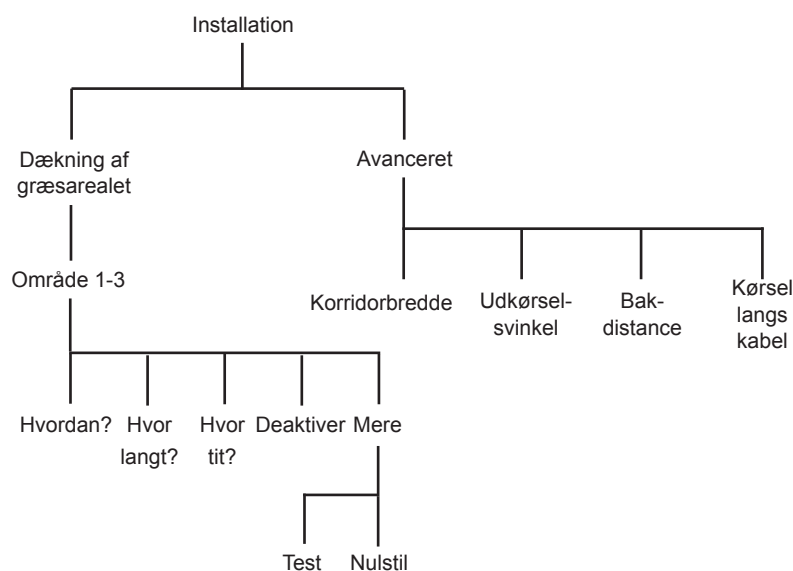 Installation
Dækning af
græsarealet
Avanceret
Område 1-3
Korridorbredde
Udkørsel-
svinkel
Bak-
distance
Kørsel
langs
kabel
Hvordan?
Hvor
langt?
Hvor
tit?
Deaktiver
Mere
Test
Nulstil